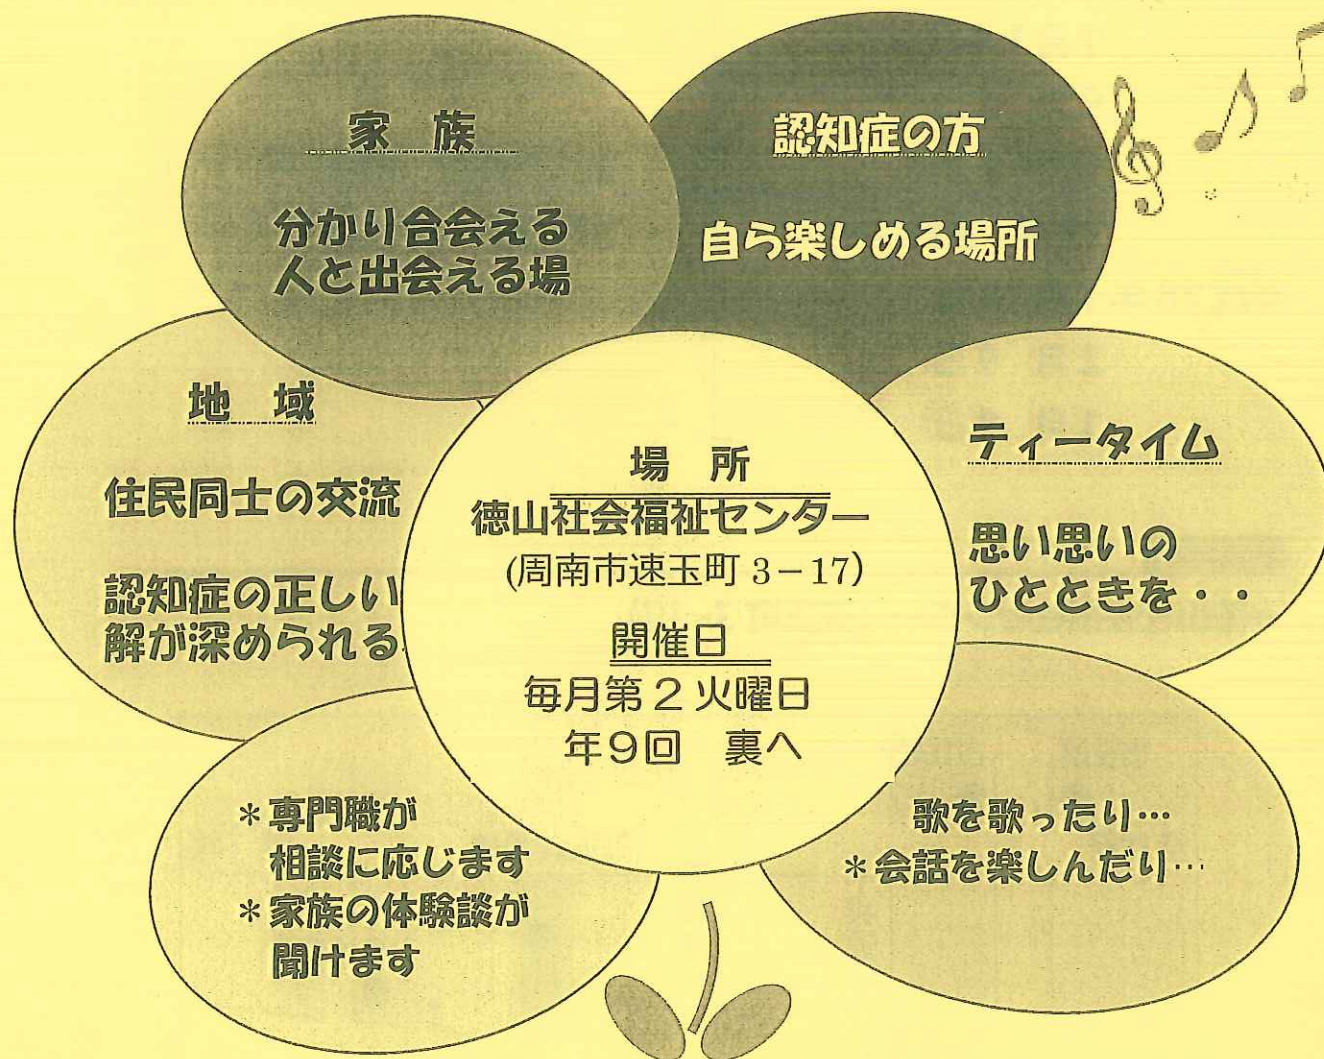 家 族
分かり合会える
人と出会える場
認知症の方
自ら楽しめる場所
地 域
住民同士の交流
認知症の正しい
解が深められる
場 所
徳山社会福祉センター
(周南市速玉町 3-17)
開催日
毎月第2火曜日
年9回 裏へ
ティータイム
思い思いの
ひとときを・・
*専門職が
相談に応じます
*家族の体験談が
聞けます
歌を歌ったり…
*会話を楽しんだり…